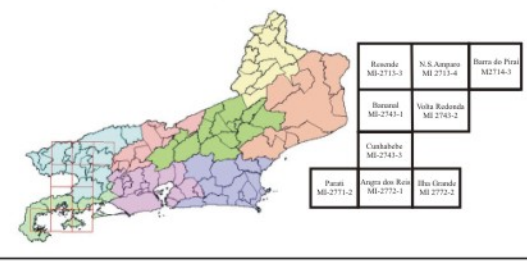 Resende
MI-2713-3
N.S.Amparo
MI 2713-4
Barra do Piraí
M2714-3
Bananal
MI-2743-1
Volta Redonda
MI 2743-2
Cunhabebe
MI-2743-3
Parati
MI-2771-2
Angra dos Reis
MI-2772-1
Ilha Grande
MI 2772-2